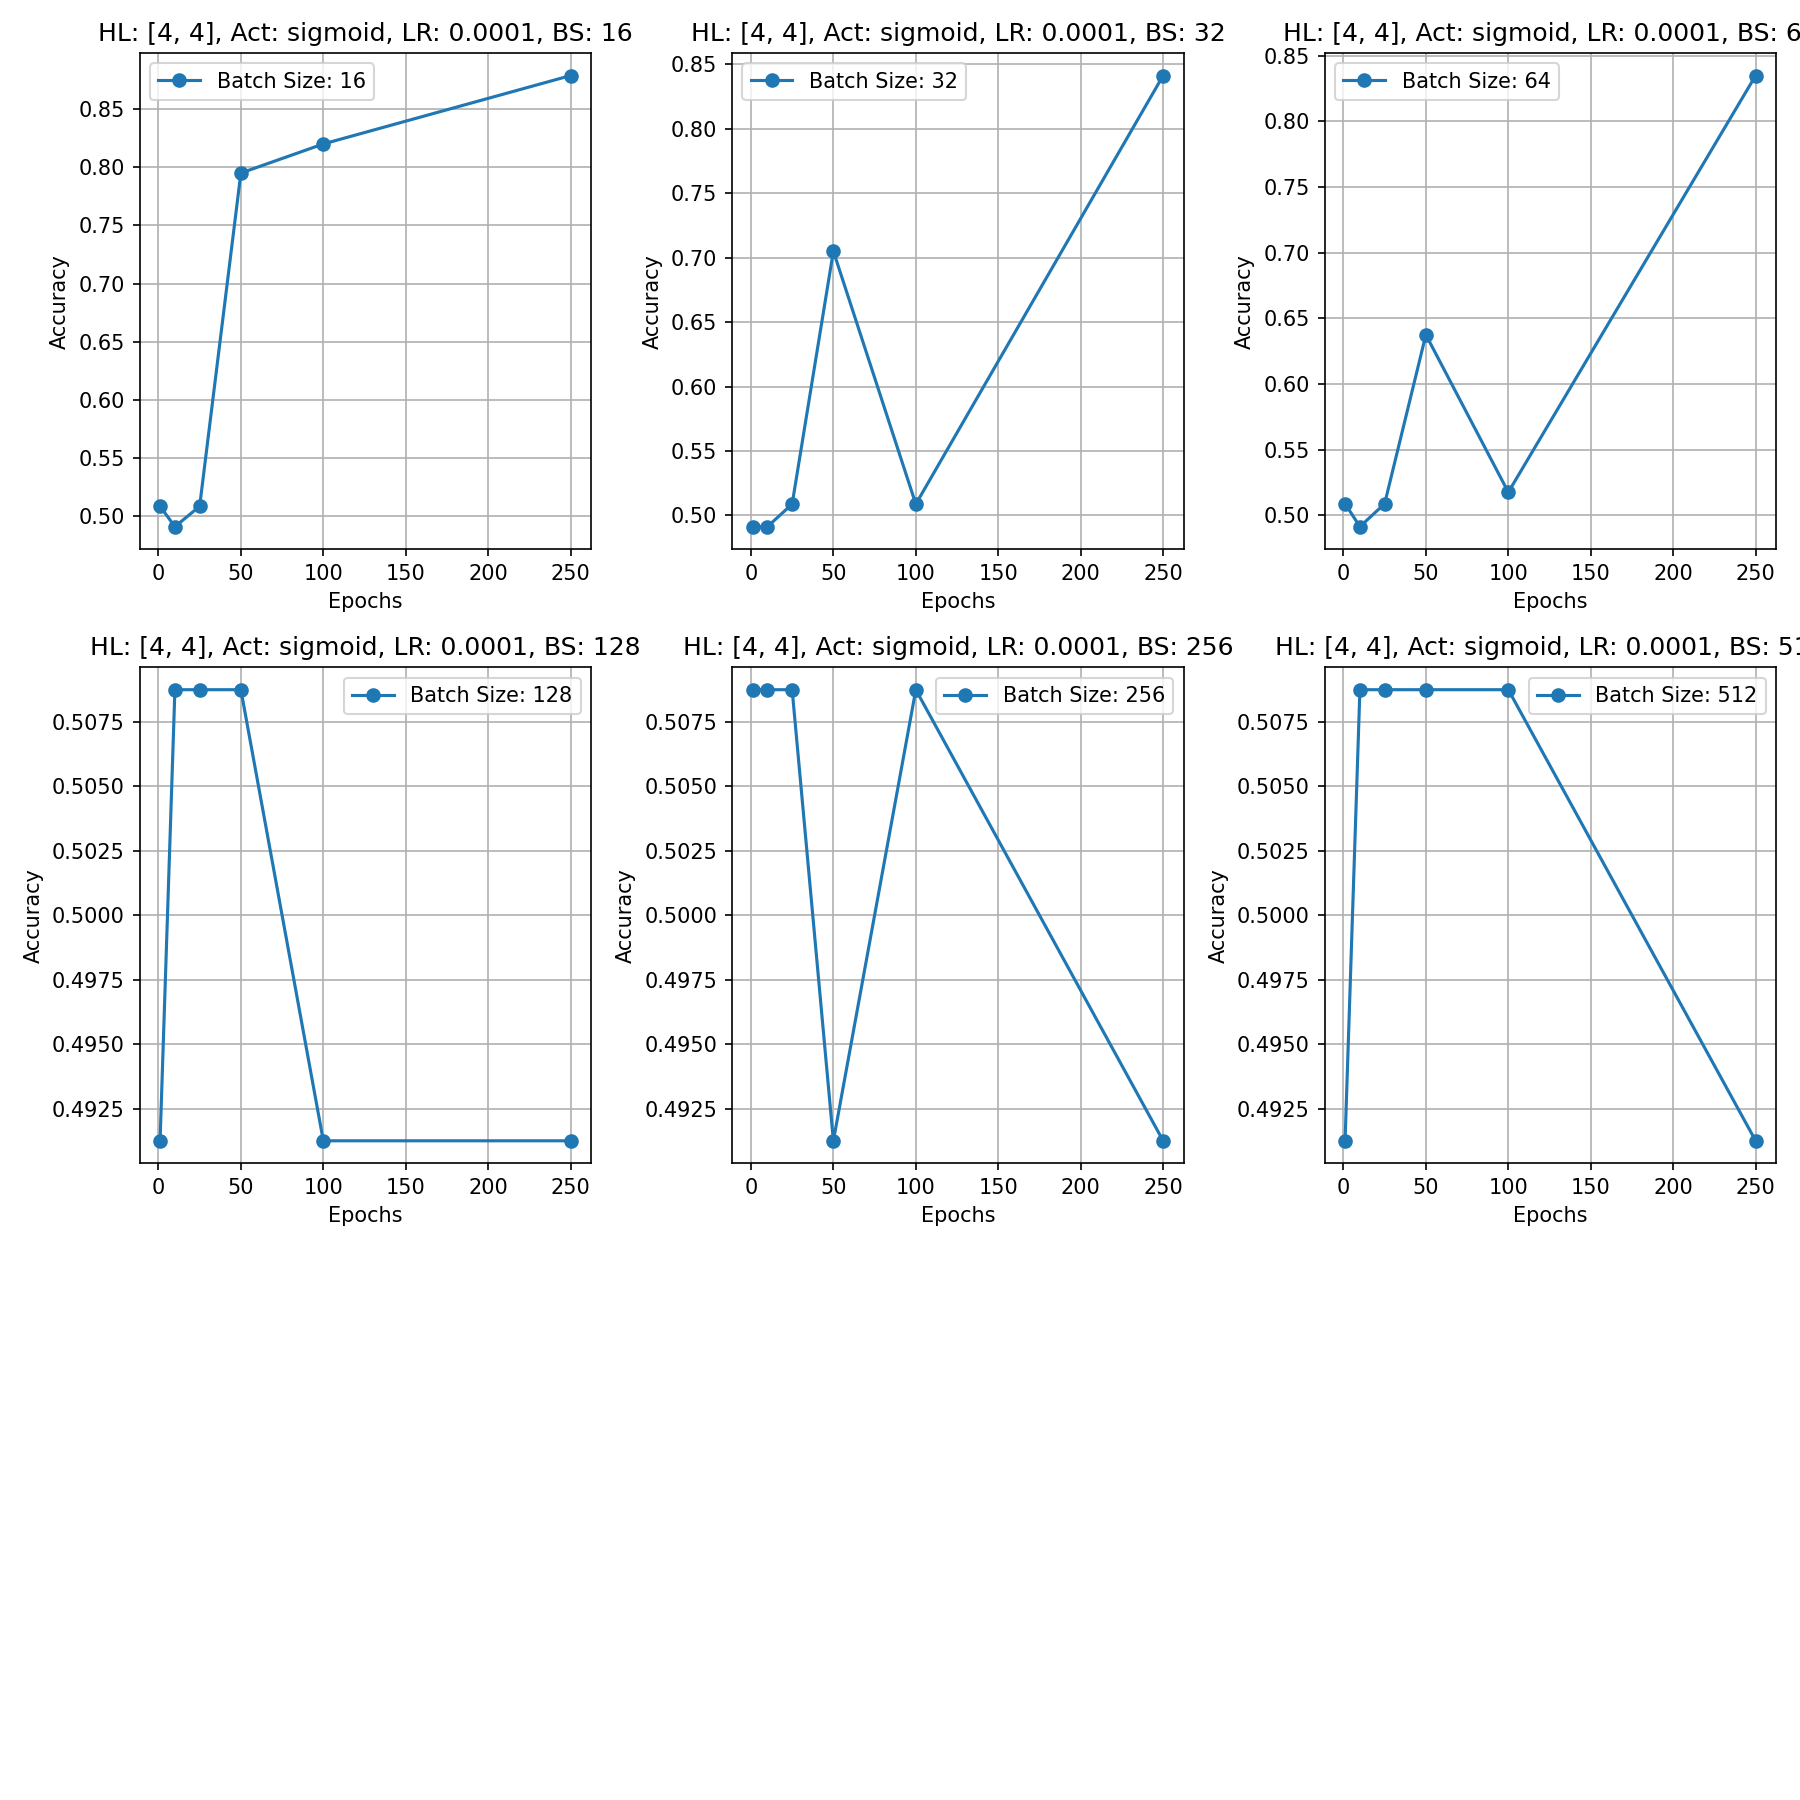 HL: [4, 4], Act: sigmoid, LR: 0.0001, BS: 16
Batch Size: 16
0.85
0.80
0.75
0.70
0.65
0.60
0.55
0.50
Accuracy
0 50 100 150 200 250
Epochs
HL: [4, 4], Act: sigmoid, LR: 0.0001, BS: 32
Batch Size: 32
0.85
0.80
0.75
0.70
0.65
0.60
0.55
0.50
Accuracy
0 50 100 150 200 250
Epochs
HL: [4, 4], Act: sigmoid, LR: 0.0001, BS: 6
Batch Size: 64
0.85
0.80
0.75
0.70
0.65
0.60
0.55
0.50
Accuracy
0 50 100 150 200 250
Epochs
HL: [4, 4], Act: sigmoid, LR: 0.0001, BS: 128
Batch Size: 128
0.5075
0.5050
0.5025
0.5000
0.4975
0.4950
0.4925
Accuracy
0 50 100 150 200 250
Epochs
HL: [4, 4], Act: sigmoid, LR: 0.0001, BS: 256
Batch Size: 256
0.5075
0.5050
0.5025
0.5000
0.4975
0.4950
0.4925
Accuracy
0 50 100 150 200 250
Epochs
HL: [4, 4], Act: sigmoid, LR: 0.0001, BS: 51
Batch Size: 512
0.5075
0.5050
0.5025
0.5000
0.4975
0.4950
0.4925
Accuracy
0 50 100 150 200 250
Epochs